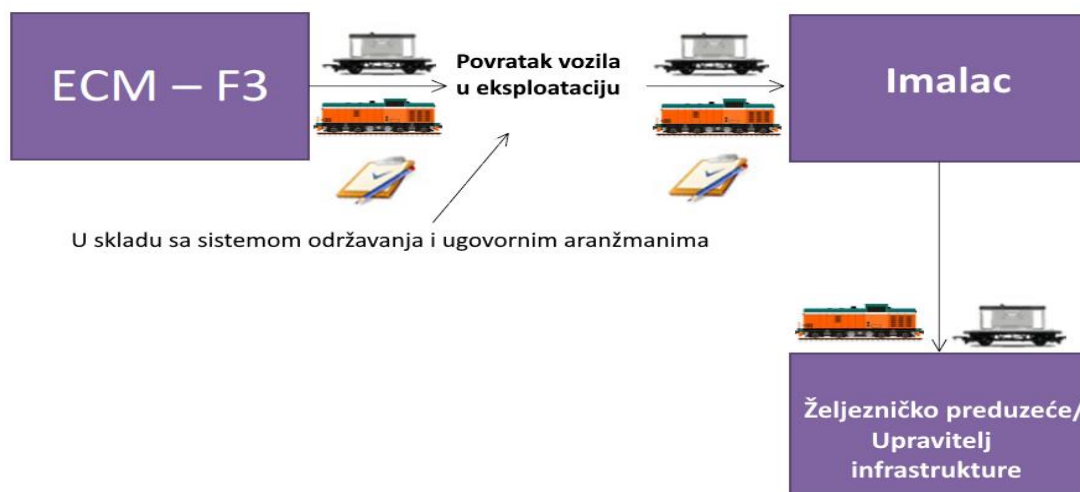 ECM – F3
Povratak vozila
u eksploataciju
Imalac
U skladu sa sistemom održavanja i ugovornim aranžmanima
Željezničko preduzeće/
Upravitelj
infrastrukture